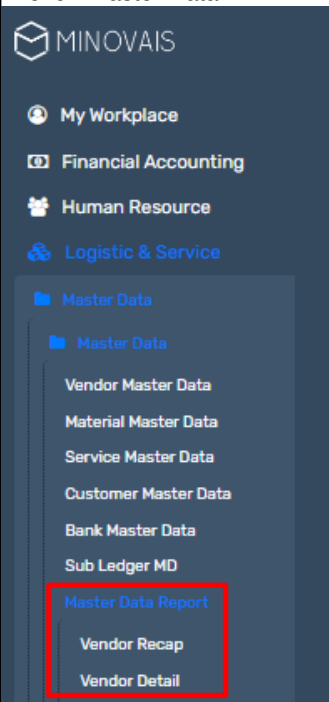 MINOVAIS
My Workplace
Financial Accounting
Human Resource
Logistic & Service
Master Data
Master Data
Vendor Master Data
Material Master Data
Service Master Data
Customer Master Data
Bank Master Data
Sub Ledger MD
Master Data Report
Vendor Recap
Vendor Detail